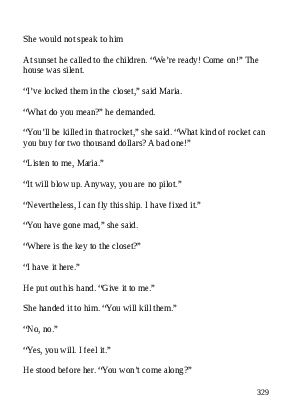 She would not speak to him
At sunset he called to the children. “We’re ready! Come on!” The
house was silent.
“I’ve locked them in the closet,” said Maria.
“What do you mean?” he demanded.
“You’ll be killed in that rocket,” she said. “What kind of rocket can
you buy for two thousand dollars? A bad one!”
“Listen to me, Maria.”
“It will blow up. Anyway, you are no pilot.”
“Nevertheless, I can fly this ship. I have fixed it.”
“You have gone mad,” she said.
“Where is the key to the closet?”
“I have it here.”
He put out his hand. “Give it to me.”
She handed it to him. “You will kill them.”
“No, no.”
“Yes, you will. I feel it.”
He stood before her. “You won’t come along?”
329